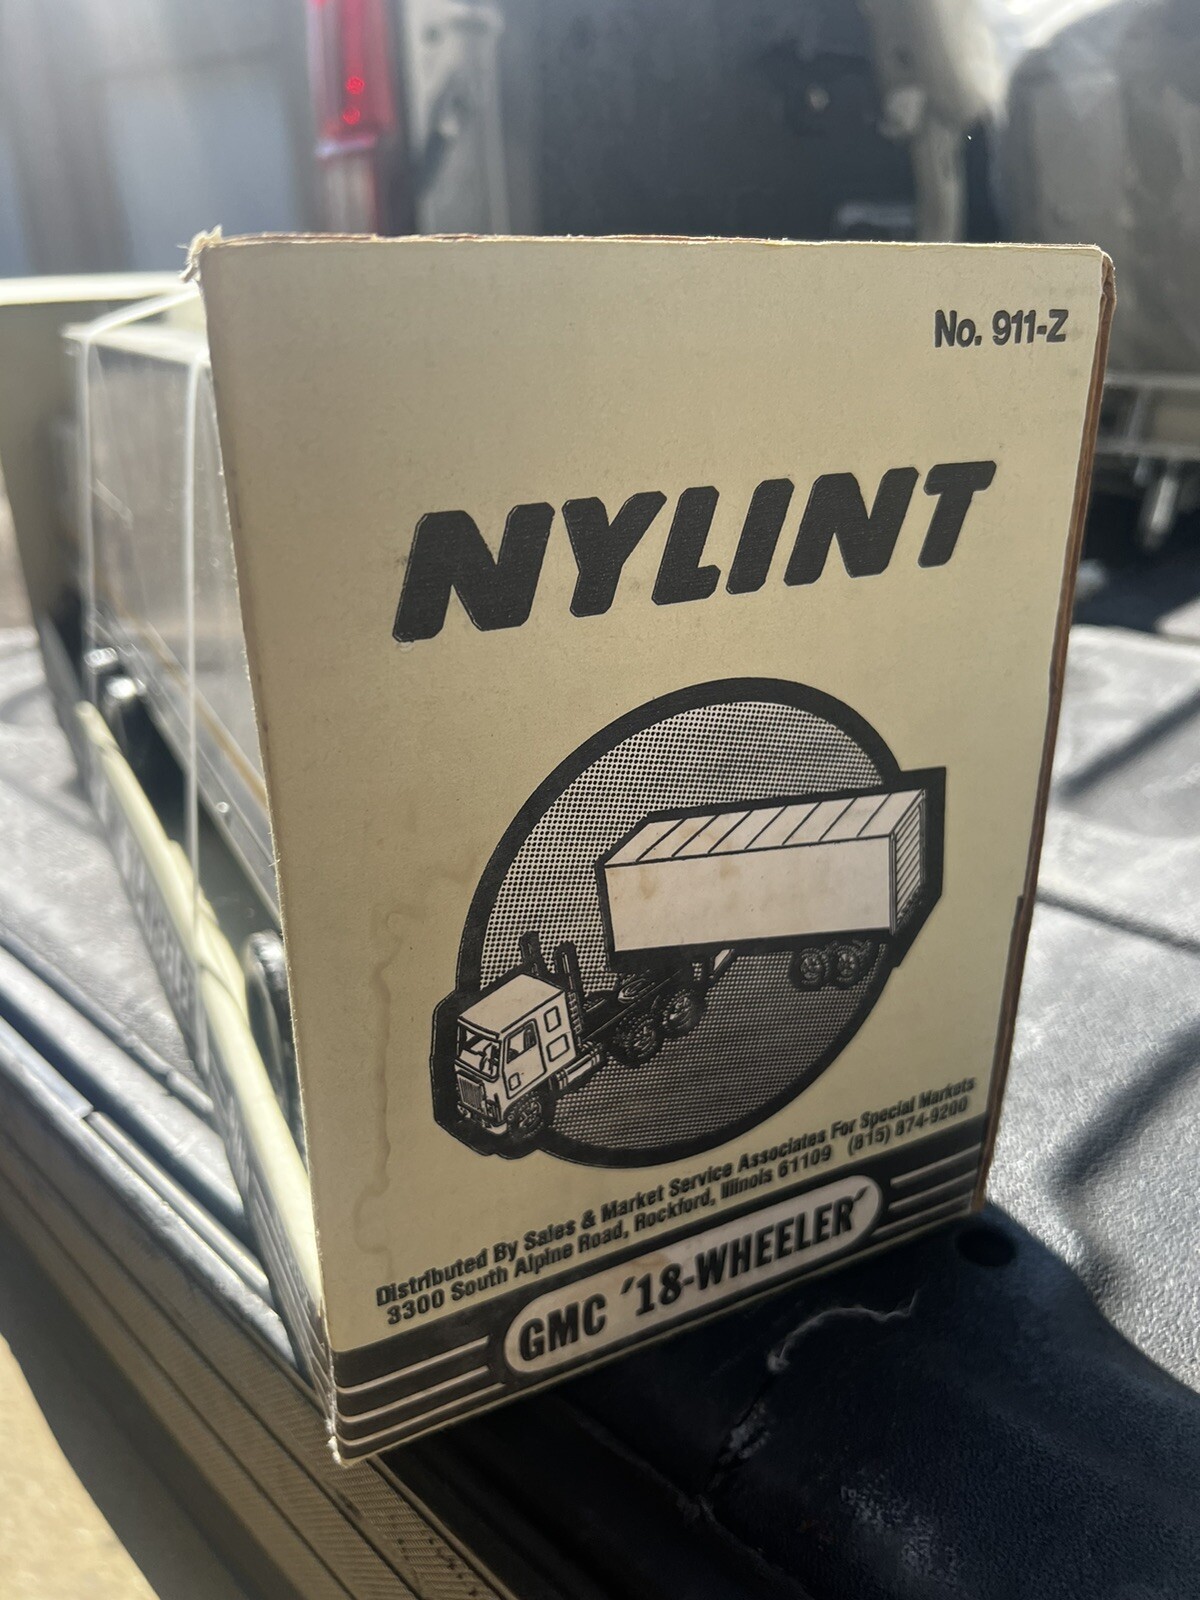 No. 911-Z
NYLINT
Distributed By Sales & Market Service Associates For Special Markets
3300 South Alpine Road, Rockford, Illinois 61109 (815) 874-9200
GMC '18-WHEELER'